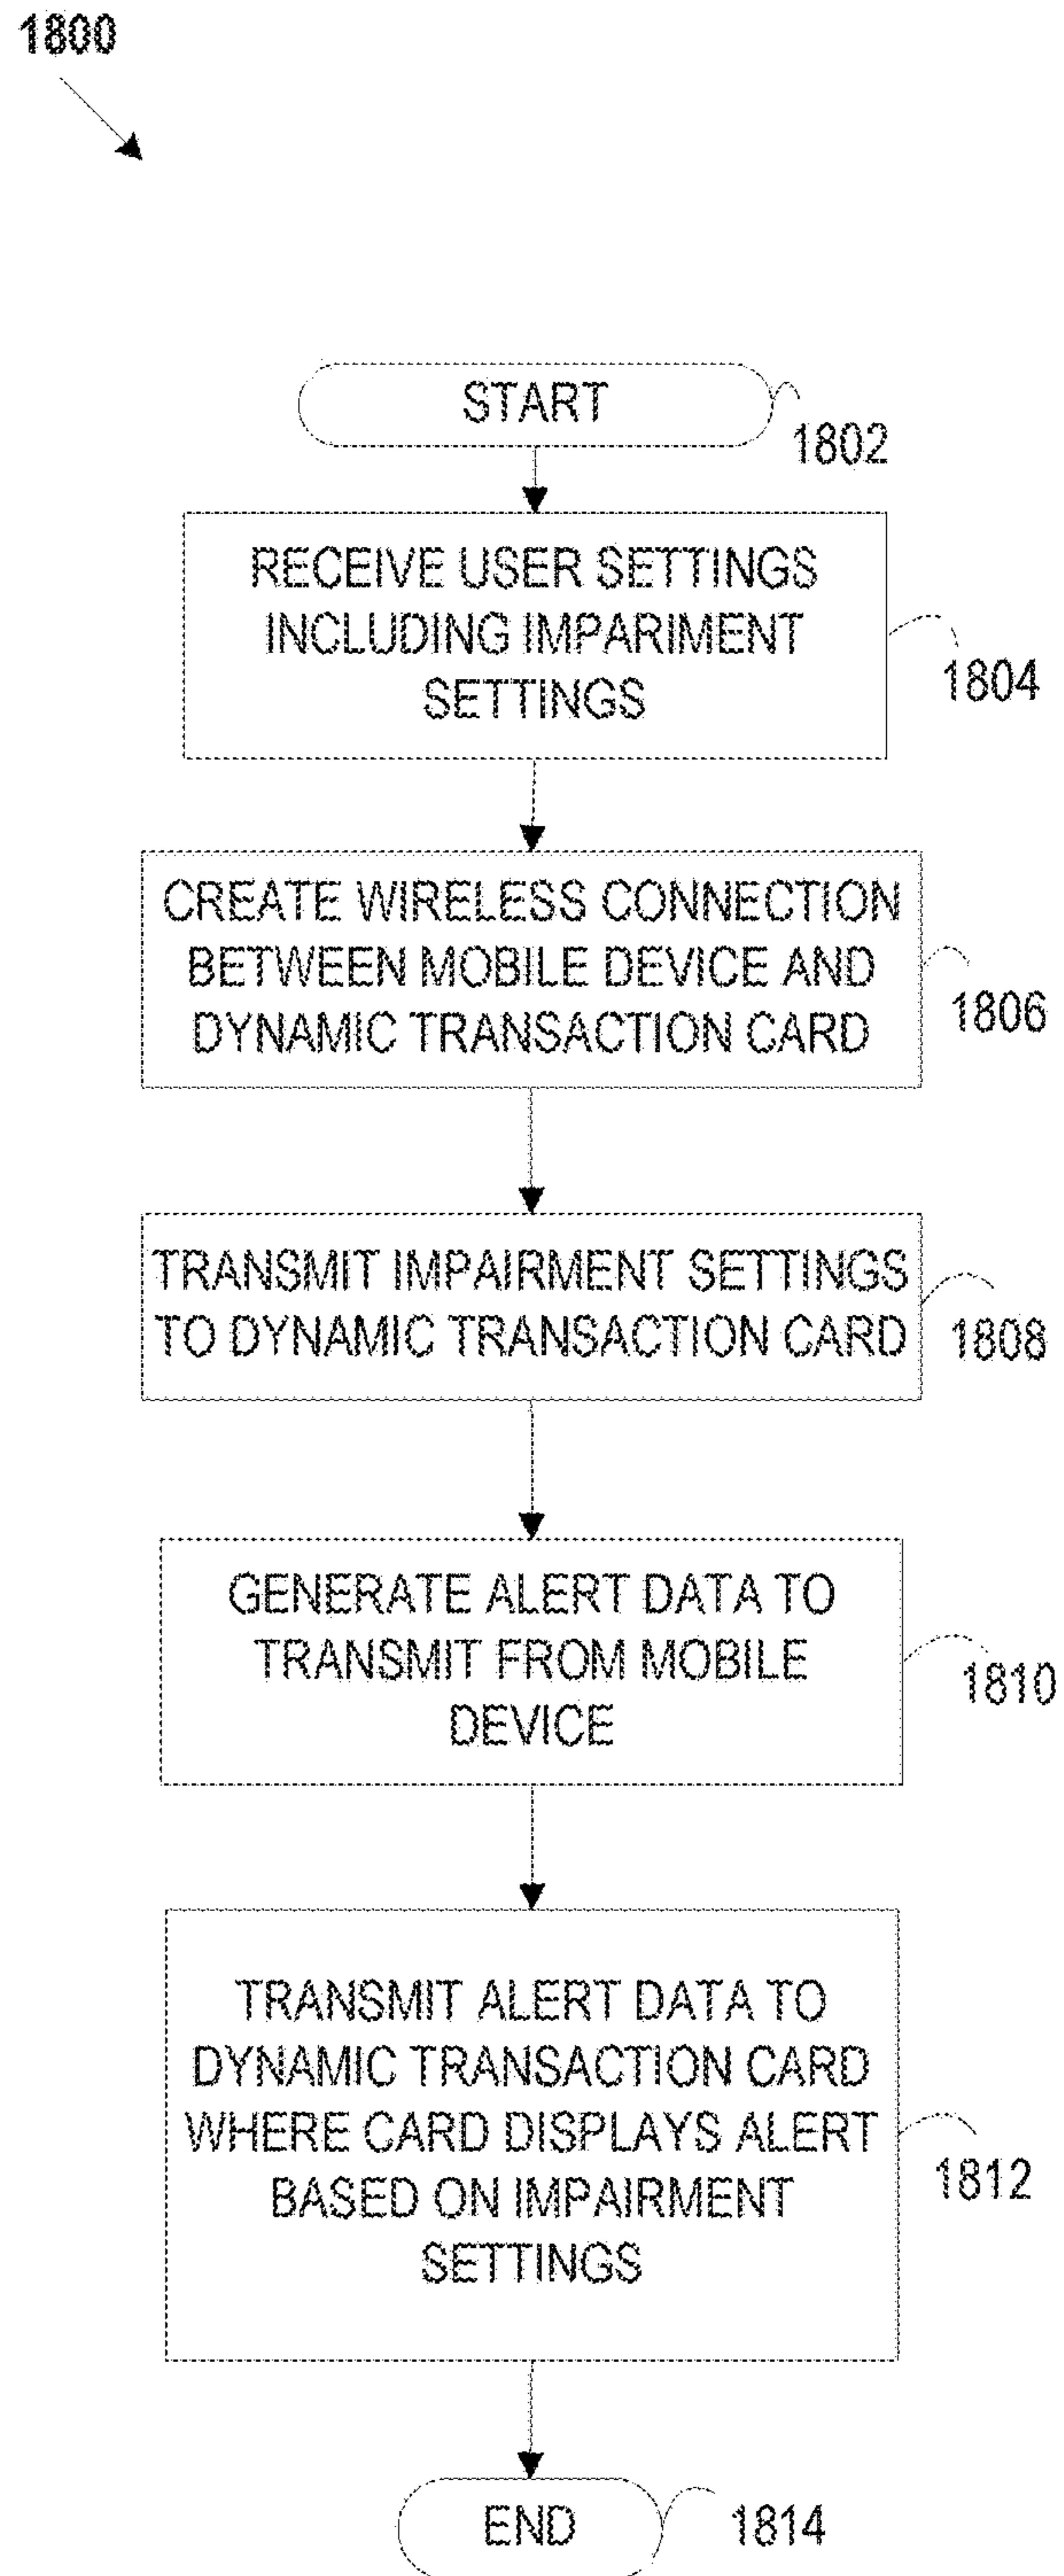 1800
START
1802
RECEIVE USER SETTINGS
INCLUDING IMPARIMENT
SETTINGS
1804
CREATE WIRELESS CONNECTION
BETWEEN MOBILE DEVICE AND
DYNAMIC TRANSACTION CARD
1806
TRANSMIT IMPAIRMENT SETTINGS
TO DYNAMIC TRANSACTION CARD
1808
GENERATE ALERT DATA TO
TRANSMIT FROM MOBILE
DEVICE
1810
TRANSMIT ALERT DATA TO
DYNAMIC TRANSACTION CARD
WHERE CARD DISPLAYS ALERT
BASED ON IMPAIRMENT
SETTINGS
1812
END
1814